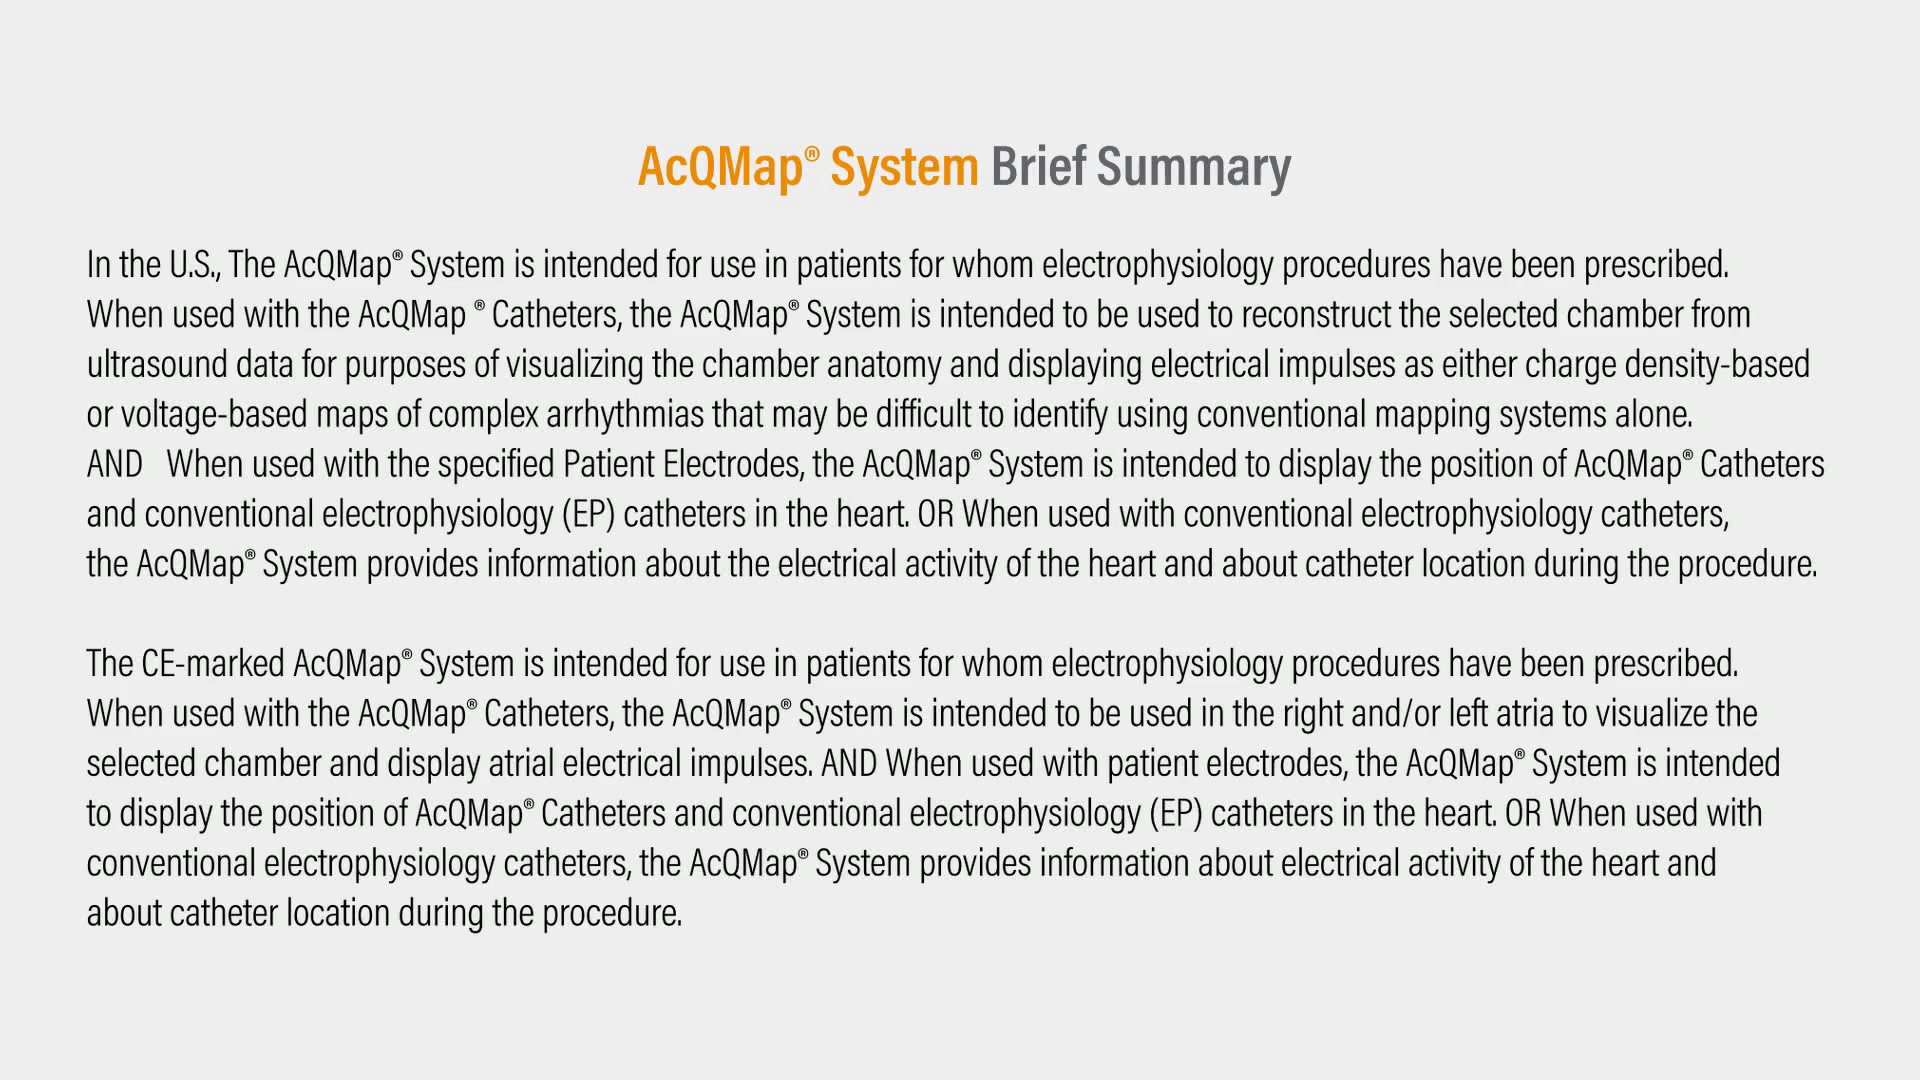 AcQMap® System Brief Summary
In the U.S., The AcQMap® System is intended for use in patients for whom electrophysiology procedures have been prescribed.
When used with the AcQMap ® Catheters, the AcQMap® System is intended to be used to reconstruct the selected chamber from
ultrasound data for purposes of visualizing the chamber anatomy and displaying electrical impulses as either charge density-based
or voltage-based maps of complex arrhythmias that may be difficult to identify using conventional mapping systems alone.
AND   When used with the specified Patient Electrodes, the AcQMap® System is intended to display the position of AcQMap® Catheters
and conventional electrophysiology (EP) catheters in the heart. OR When used with conventional electrophysiology catheters,
the AcQMap® System provides information about the electrical activity of the heart and about catheter location during the procedure.
The CE-marked AcQMap® System is intended for use in patients for whom electrophysiology procedures have been prescribed.
When used with the AcQMap® Catheters, the AcQMap® System is intended to be used in the right and/or left atria to visualize the
selected chamber and display atrial electrical impulses. AND When used with patient electrodes, the AcQMap® System is intended
to display the position of AcQMap® Catheters and conventional electrophysiology (EP) catheters in the heart. OR When used with
conventional electrophysiology catheters, the AcQMap® System provides information about electrical activity of the heart and
about catheter location during the procedure.